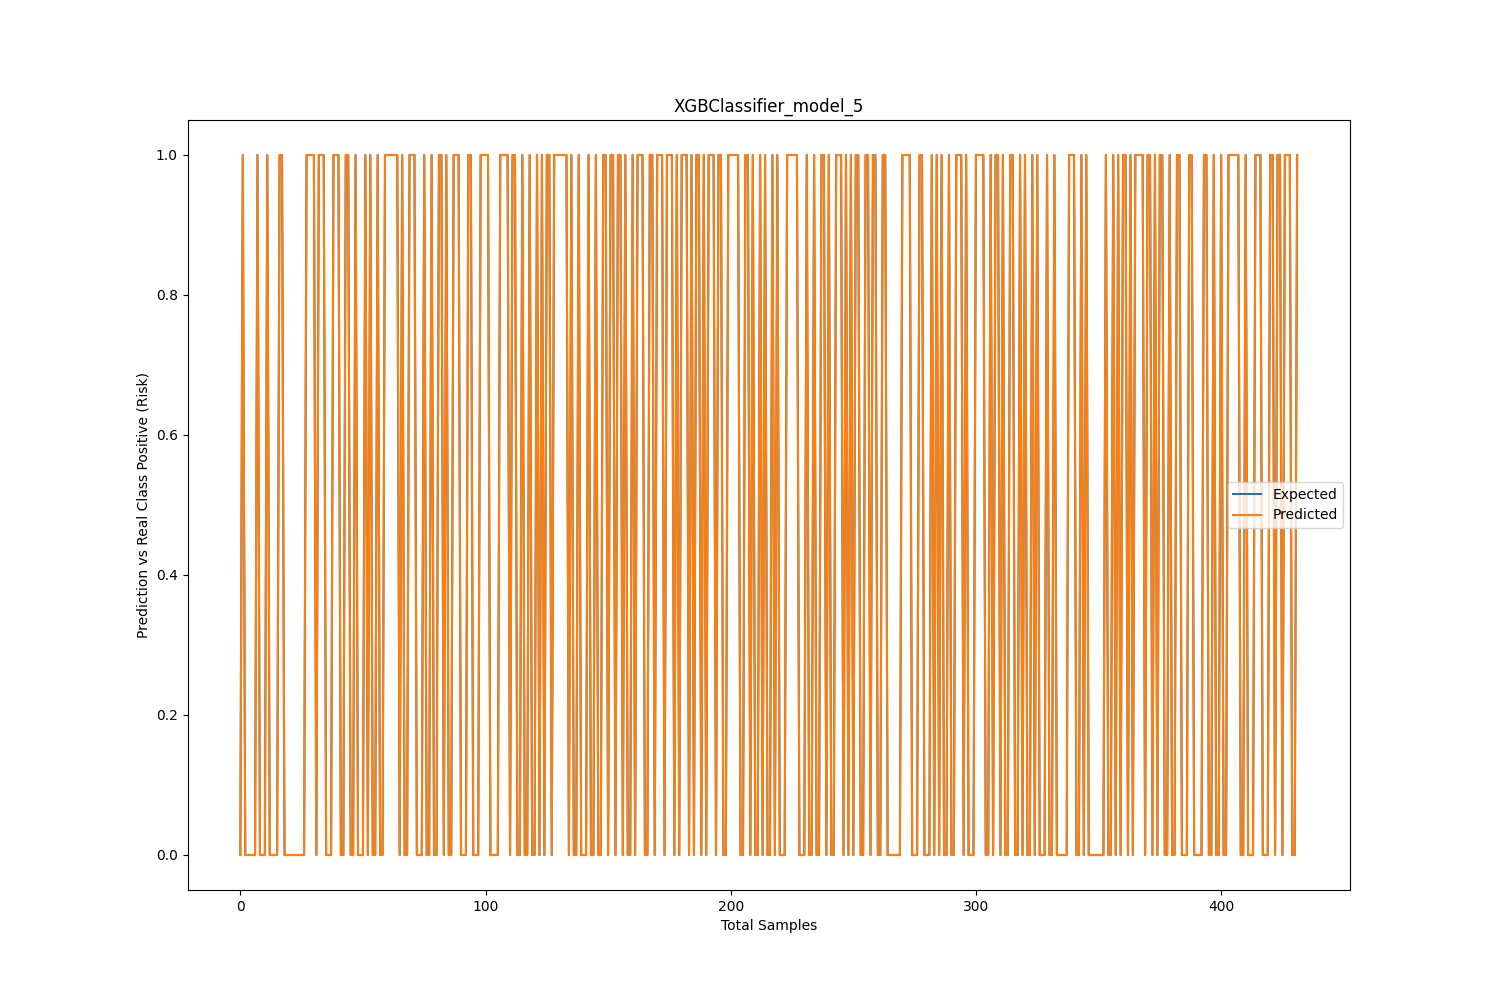 XGBClassifier_model_5
Prediction vs Real Class Positive (Risk)
1.0
0.8
0.6
0.4
0.2
0.0
Expected
Predicted
0 100 200 300 400
Total Samples